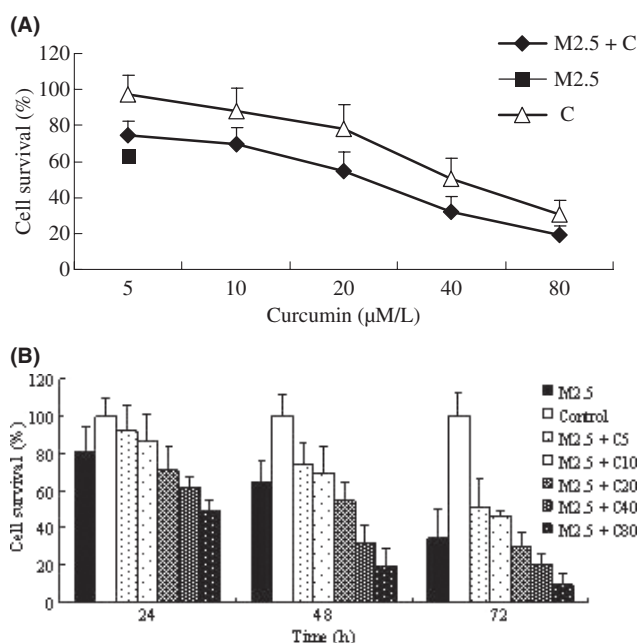 (A)
M2.5 + C
M2.5
C
120
100
80
60
40
20
0
Cell survival (%)
5 10 20 40 80
Curcumin (μM/L)
(B)
120
100
80
60
40
20
0
Cell survival (%)
M2.5
Control
M2.5 + C5
M2.5 + C10
M2.5 + C20
M2.5 + C40
M2.5 + C80
24 48 72
Time (h)